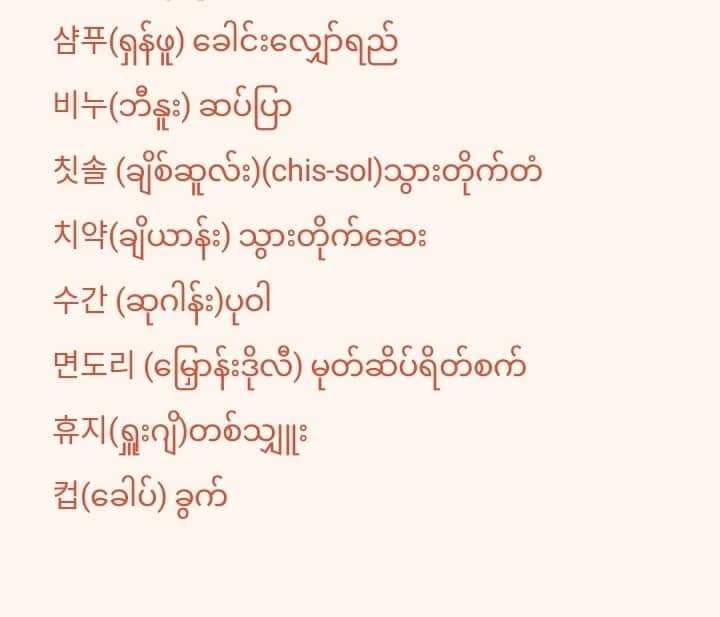 샴푸(ရှန်ဖူ) ခေါင်းလျှော်ရည်
비누(ဘီနူး) ဆပ်ပြာ
칫솔 (ချိစ်ဆူလ်း)(chis-sol)သွားတိုက်တံ
치약(ချိယာန်း) သွားတိုက်ဆေး
수간 (ဆုဂါန်း)ပုဝါ
면도리 (မြှောန်းဒိုလီ) မုတ်ဆိပ်ရိတ်စက်
휴지(ရှူးဂျိ)တစ်သျှူး
컵(ခေါပ်) ခွက်